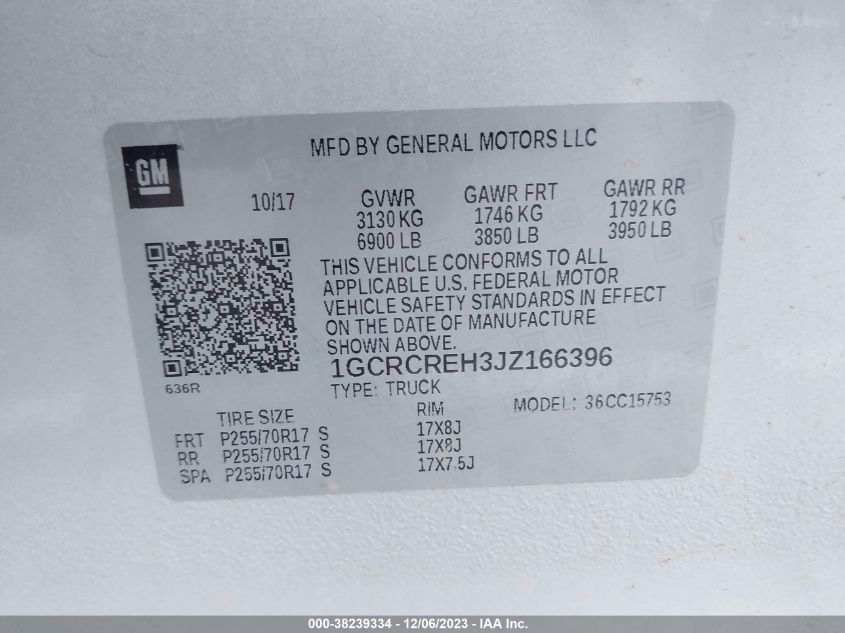 MFD BY GENERAL MOTORS LLC
GM
10/17
GVWR GAWR FRT GAWR RR
3130 KG 1746 KG 1792 KG
6900 LB 3850 LB 3950 LB
THIS VEHICLE CONFORMS TO ALL
APPLICABLE U.S. FEDERAL MOTOR
VEHICLE SAFETY STANDARDS IN EFFECT
ON THE DATE OF MANUFACTURE
SHOWN ABOVE.
1GCRCREH3JZ166396
636R
TYPE: TRUCK
TIRE SIZE RIM MODEL: 36CC15753
FRT P255/70R17 S 17X8J
RR P255/70R17 S 17X8J
SPA P255/70R17 S 17X7.5J
000-38239334 - 12/06/2023 - IAA Inc.